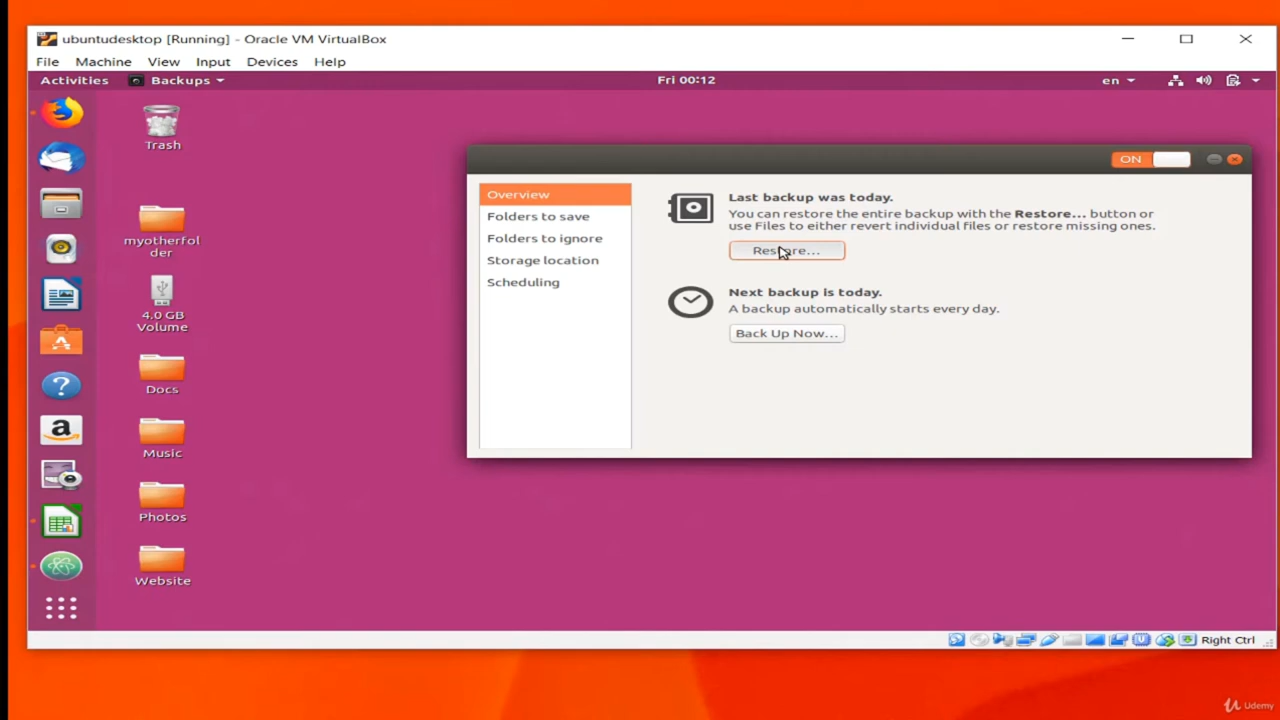 ubuntudesktop [Running] - Oracle VM VirtualBox
File Machine View Input Devices Help
Activities Backups Fri 00:12 en
Trash
myotherfol
der
4.0 GB
Volume
Docs
Music
Photos
Website
ON
Overview
Folders to save
Folders to ignore
Storage location
Scheduling
Last backup was today.
You can restore the entire backup with the Restore... button or
use Files to either revert individual files or restore missing ones.
Restore...
Next backup is today.
A backup automatically starts every day.
Back Up Now...
Right Ctrl
Udemy